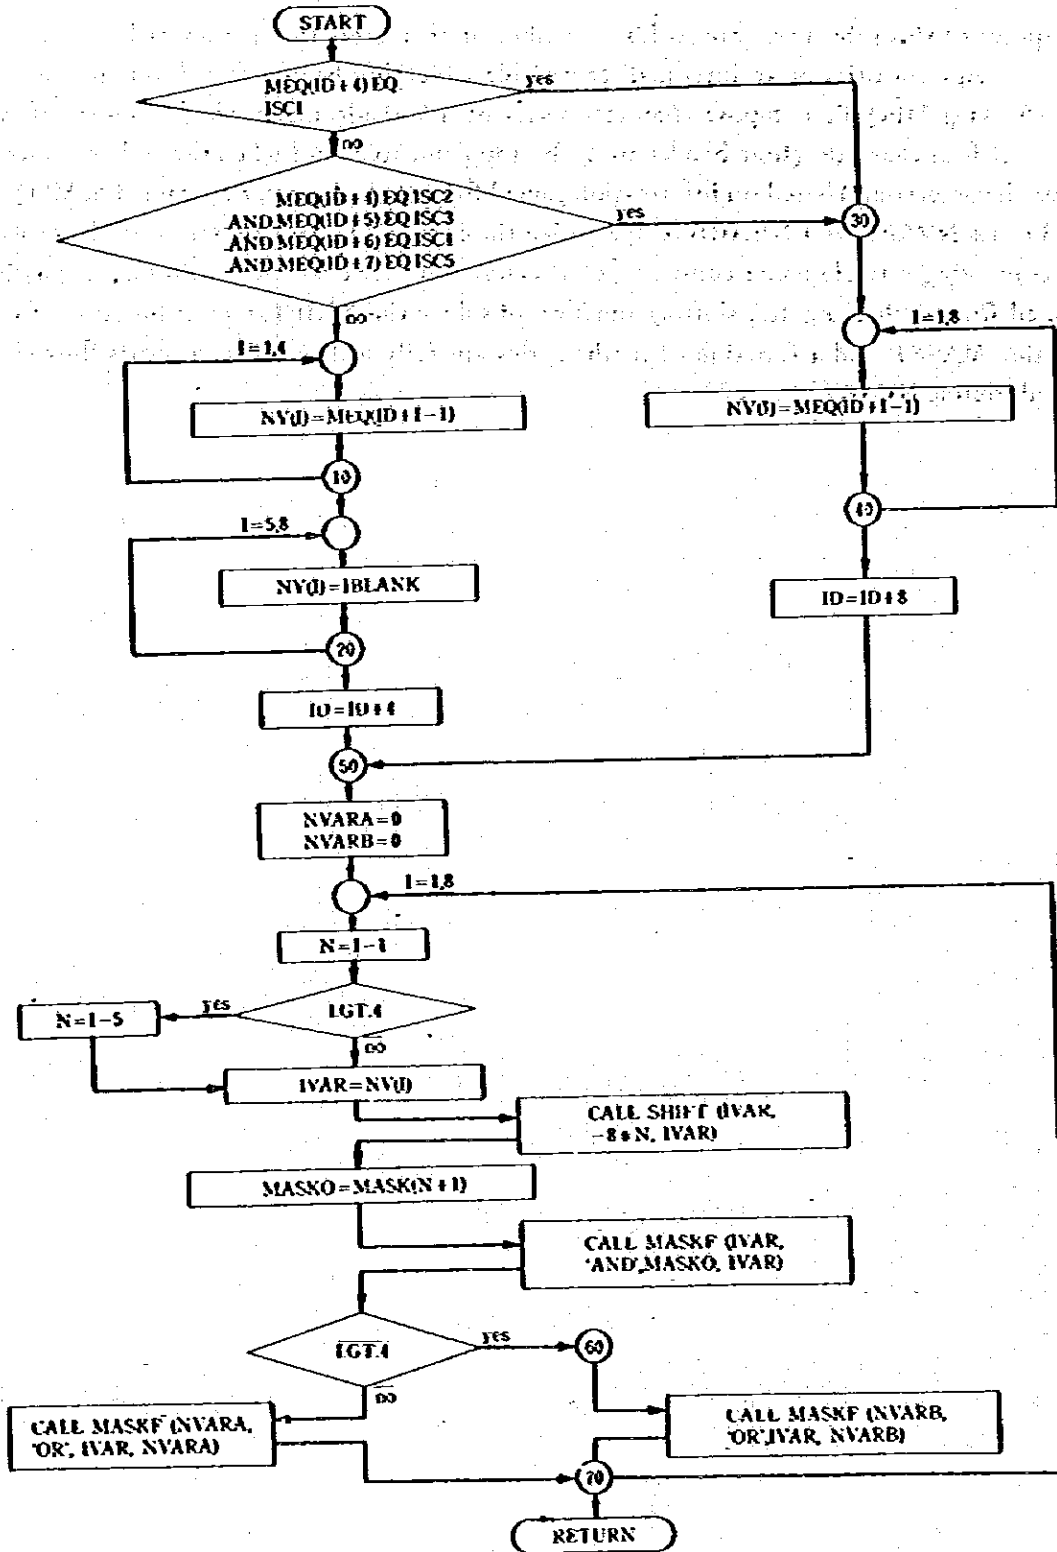 START
MEQ(ID+4) EQ.
ISC1
yes
no
MEQ(ID+4) EQ ISC2
.AND.MEQ(ID+5) EQ ISC3
.AND.MEQ(ID+6) EQ ISC4
.AND.MEQ(ID+7) EQ ISC5
yes
30
no
I=1,4
NV(I)=MEQ(ID+I-1)
10
I=5,8
NV(I)=IBLANK
20
ID=ID+4
I=1,8
NV(I)=MEQ(ID+I-1)
40
ID=ID+8
50
NVARA=0
NVARB=0
I=1,8
N=I-1
I.GT.4
yes
N=I-5
no
IVAR=NV(I)
CALL SHIFT (IVAR,
-8*N, IVAR)
MASKO=MASK(N+1)
CALL MASKF (IVAR,
'AND',MASKO, IVAR)
I.GT.4
yes
60
no
CALL MASKF (NVARA,
'OR', IVAR, NVARA)
CALL MASKF (NVARB,
'OR',IVAR, NVARB)
70
RETURN